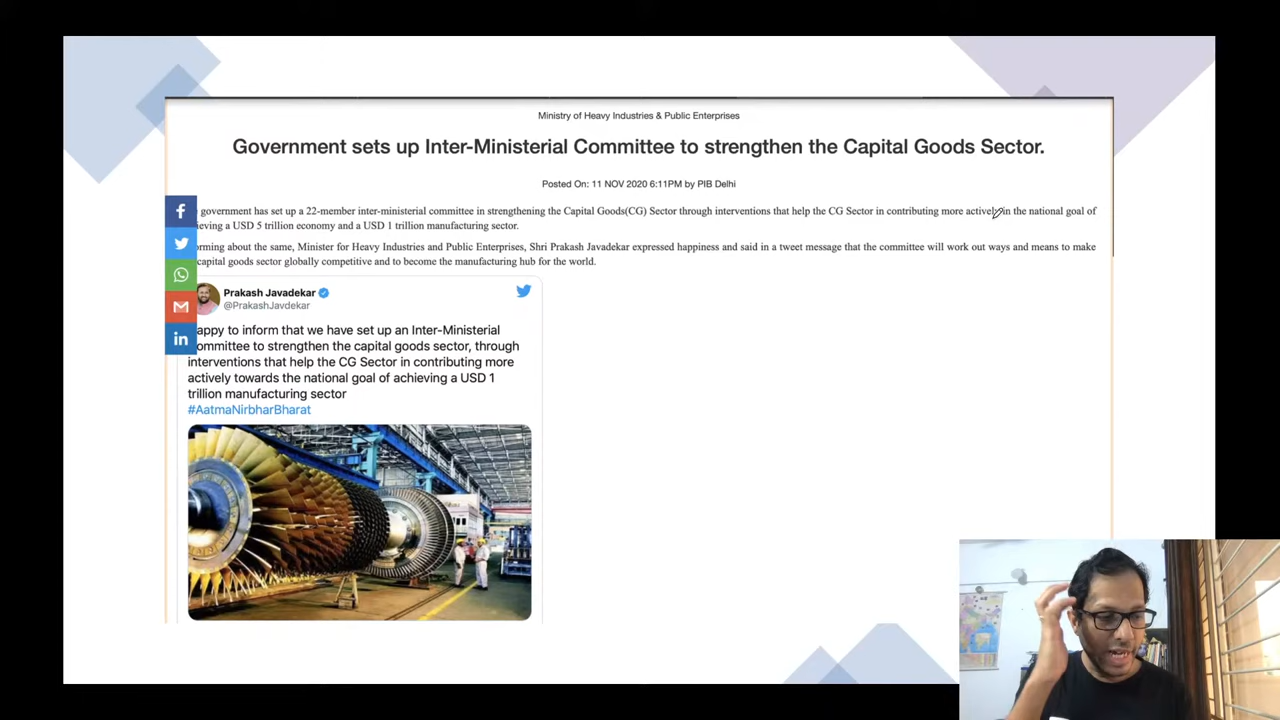 Ministry of Heavy Industries & Public Enterprises
Government sets up Inter-Ministerial Committee to strengthen the Capital Goods Sector.
Posted On: 11 NOV 2020 6:11PM by PIB Delhi
government has set up a 22-member inter-ministerial committee in strengthening the Capital Goods(CG) Sector through interventions that help the CG Sector in contributing more actively in the national goal of
ieving a USD 5 trillion economy and a USD 1 trillion manufacturing sector.
orming about the same, Minister for Heavy Industries and Public Enterprises, Shri Prakash Javadekar expressed happiness and said in a tweet message that the committee will work out ways and means to make
capital goods sector globally competitive and to become the manufacturing hub for the world.
Prakash Javadekar
@PrakashJavdekar
appy to inform that we have set up an Inter-Ministerial
ommittee to strengthen the capital goods sector, through
interventions that help the CG Sector in contributing more
actively towards the national goal of achieving a USD 1
trillion manufacturing sector
#AatmaNirbharBharat